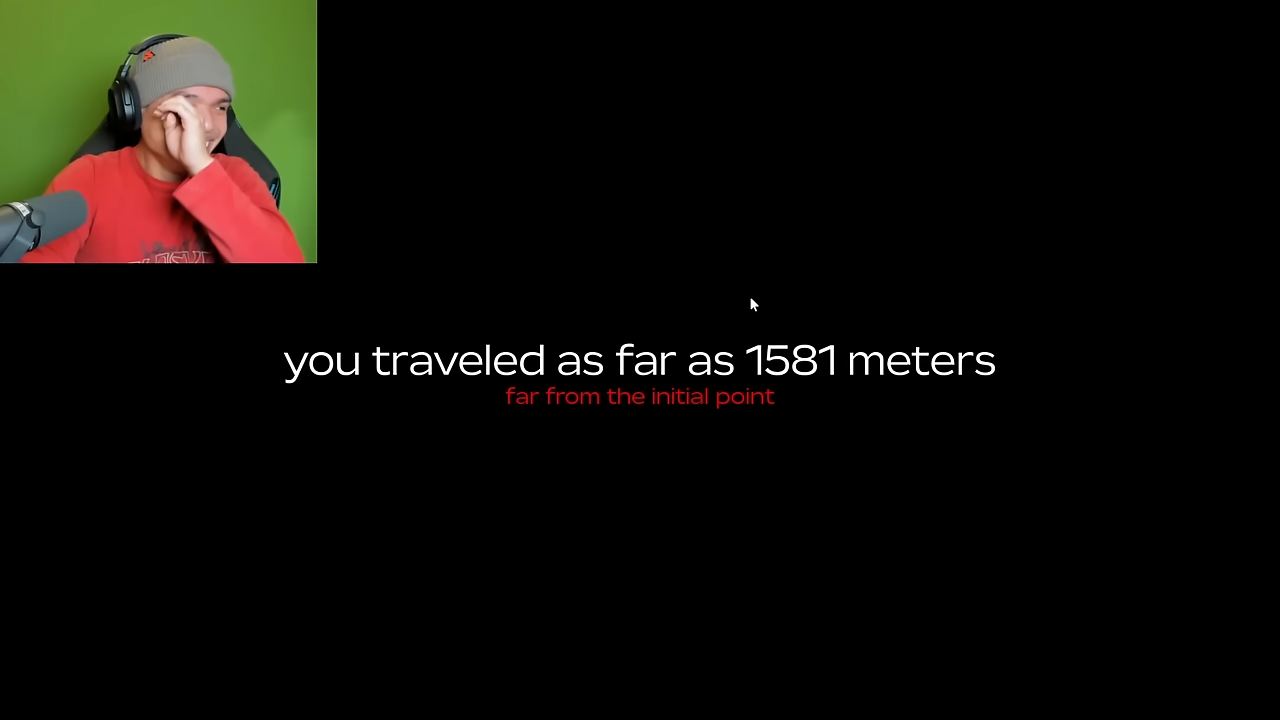 you traveled as far as 1581 meters
far from the initial point